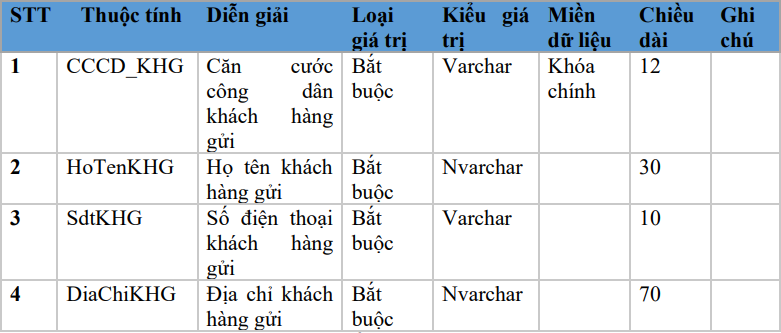 STT Thuộc tính Diễn giải Loại Kiểu giá Miền Chiều Ghi
giá trị trị dữ liệu dài chú
1 CCCD_KHG Căn cước Bắt Varchar Khóa 12
công dân buộc chính
khách hàng
gửi
2 HoTenKHG Họ tên khách Bắt Nvarchar 30
hàng gửi buộc
3 SdtKHG Số điện thoại Bắt Varchar 10
khách hàng buộc
gửi
4 DiaChiKHG Địa chỉ khách Bắt Nvarchar 70
hàng gửi buộc